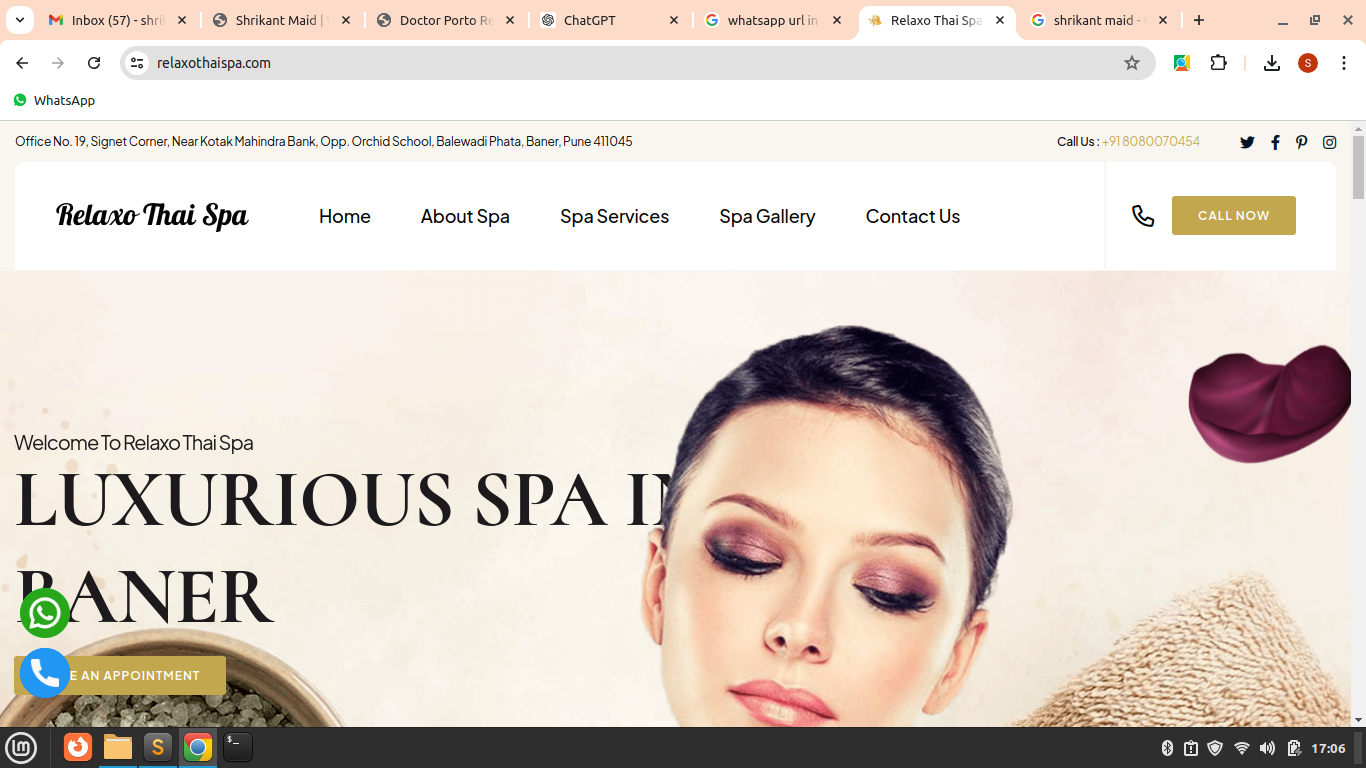 Inbox (57) - shri
Shrikant Maid |
Doctor Porto Re
ChatGPT
whatsapp url in
Relaxo Thai Spa
shrikant maid -
relaxothaispa.com
S
WhatsApp
Office No. 19, Signet Corner, Near Kotak Mahindra Bank, Opp. Orchid School, Balewadi Phata, Baner, Pune 411045
Call Us : +91 8080070454
Relaxo Thai Spa
Home
About Spa
Spa Services
Spa Gallery
Contact Us
CALL NOW
Welcome To Relaxo Thai Spa
LUXURIOUS SPA IN
BANER
E AN APPOINTMENT
17:06